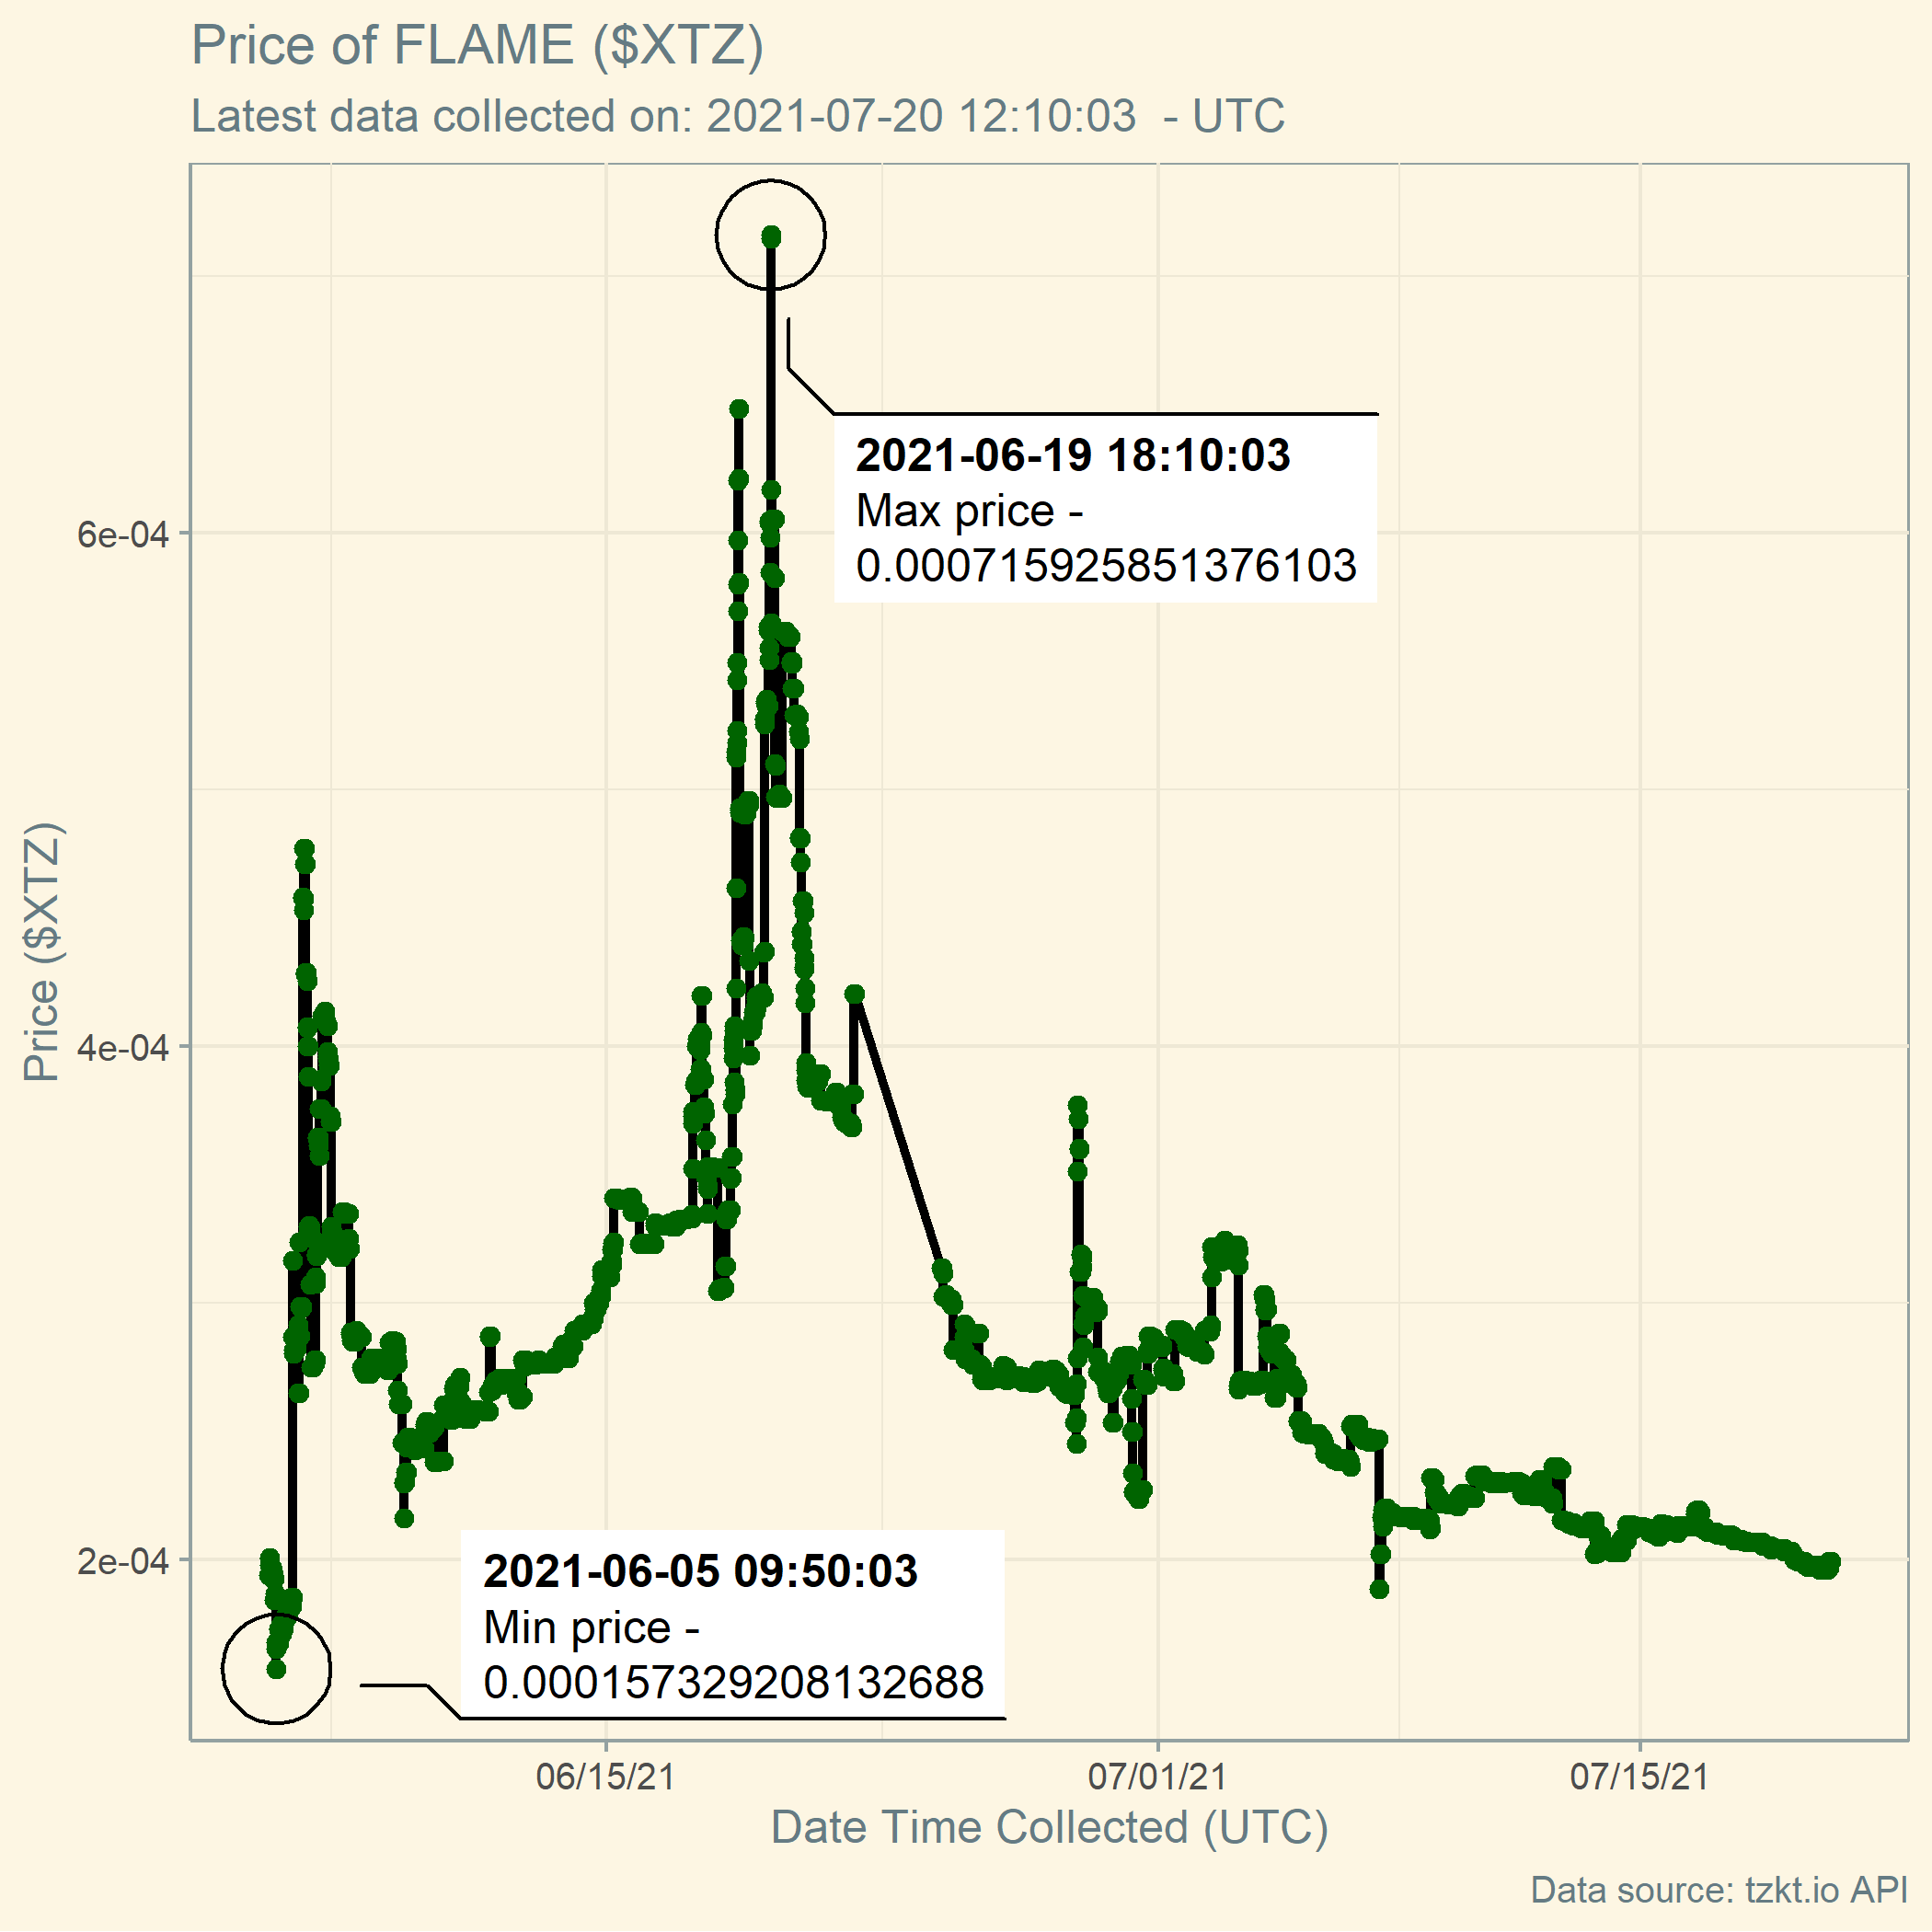 Price of FLAME ($XTZ)
Latest data collected on: 2021-07-20 12:10:03  - UTC
2021-06-19 18:10:03
Max price -
0.000715925851376103
6e-04
4e-04
2e-04
Price ($XTZ)
2021-06-05 09:50:03
Min price -
0.000157329208132688
06/15/21
07/01/21
07/15/21
Date Time Collected (UTC)
Data source: tzkt.io API